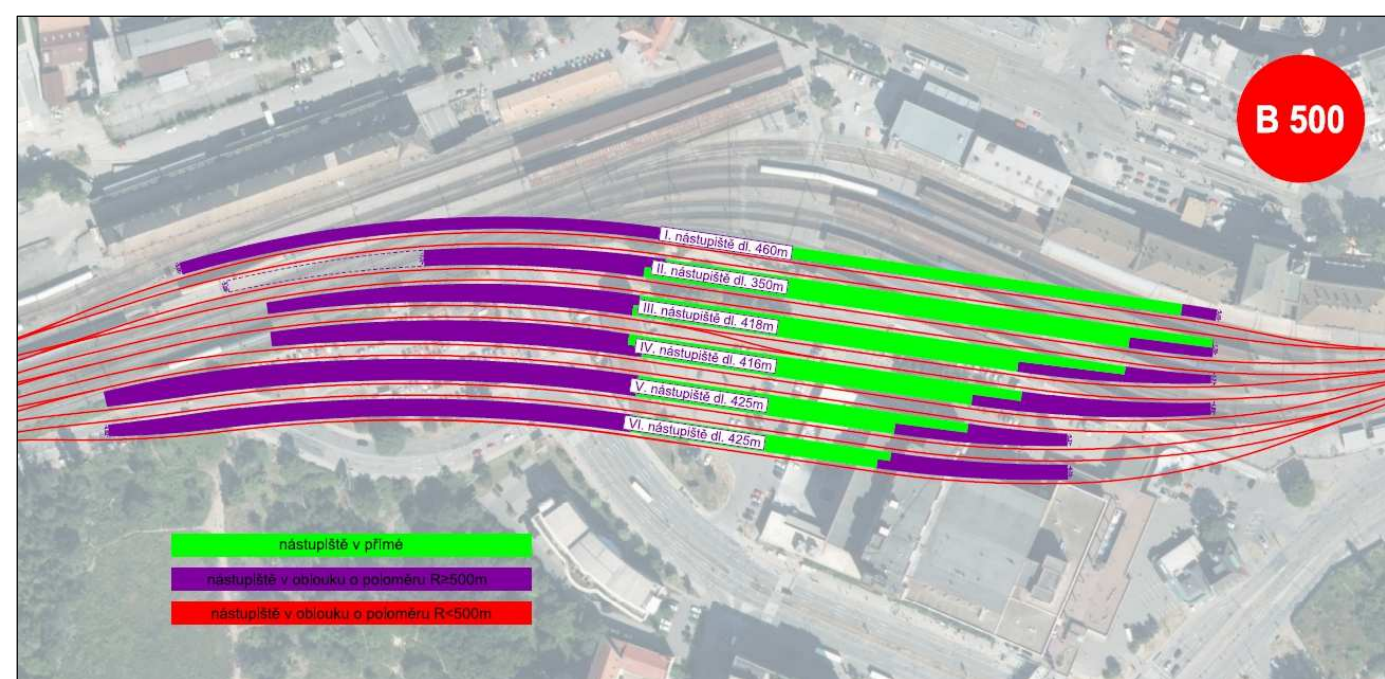 B 500
I. nástupiště dl. 460m
II. nástupiště dl. 350m
III. nástupiště dl. 418m
IV. nástupiště dl. 416m
V. nástupiště dl. 425m
VI. nástupiště dl. 425m
nástupiště v přímé
nástupiště v oblouku o poloměru R≥500m
nástupiště v oblouku o poloměru R<500m